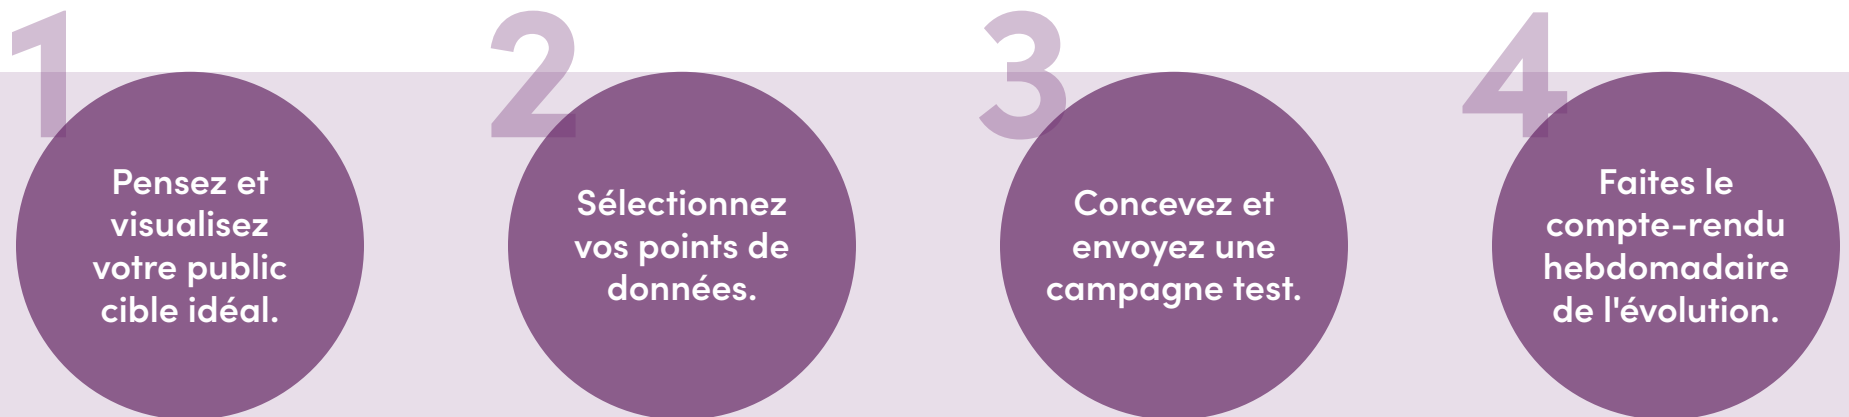 1
Pensez et
visualisez
votre public
cible idéal.
2
Sélectionnez
vos points de
données.
3
Concevez et
envoyez une
campagne test.
4
Faites le
compte-rendu
hebdomadaire
de l'évolution.